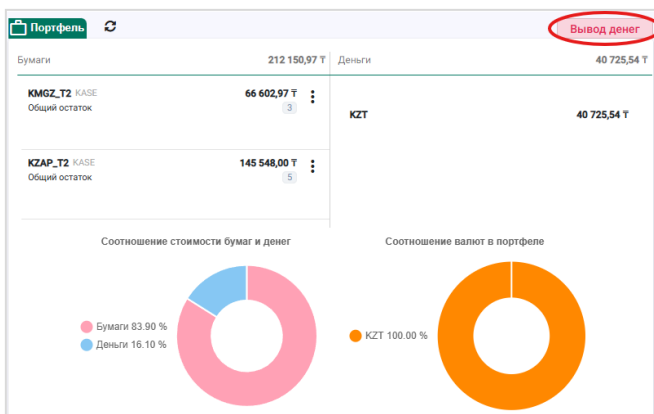 Портфель
Вывод денег
Бумаги 212 150,97 ₸ Деньги 40 725,54 ₸
KMGZ_T2 KASE 66 602,97 ₸
Общий остаток 3
KZT 40 725,54 ₸
KZAP_T2 KASE 145 548,00 ₸
Общий остаток 5
Соотношение стоимости бумаг и денег
Бумаги 83.90 %
Деньги 16.10 %
Соотношение валют в портфеле
KZT 100.00 %